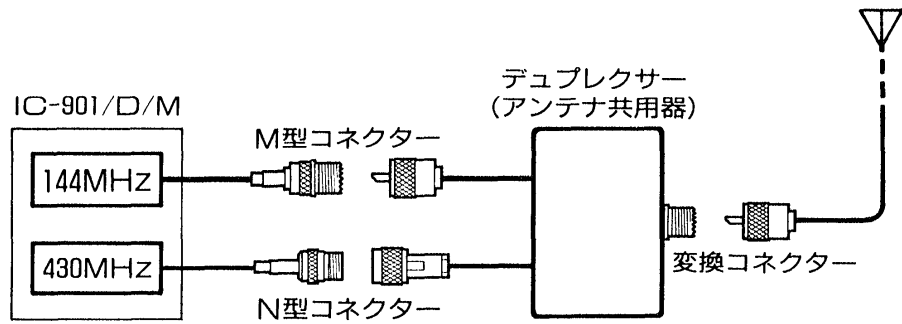 デュプレクサー
(アンテナ共用器)
IC-901/D/M
M型コネクター
144MHz
430MHz
変換コネクター
N型コネクター